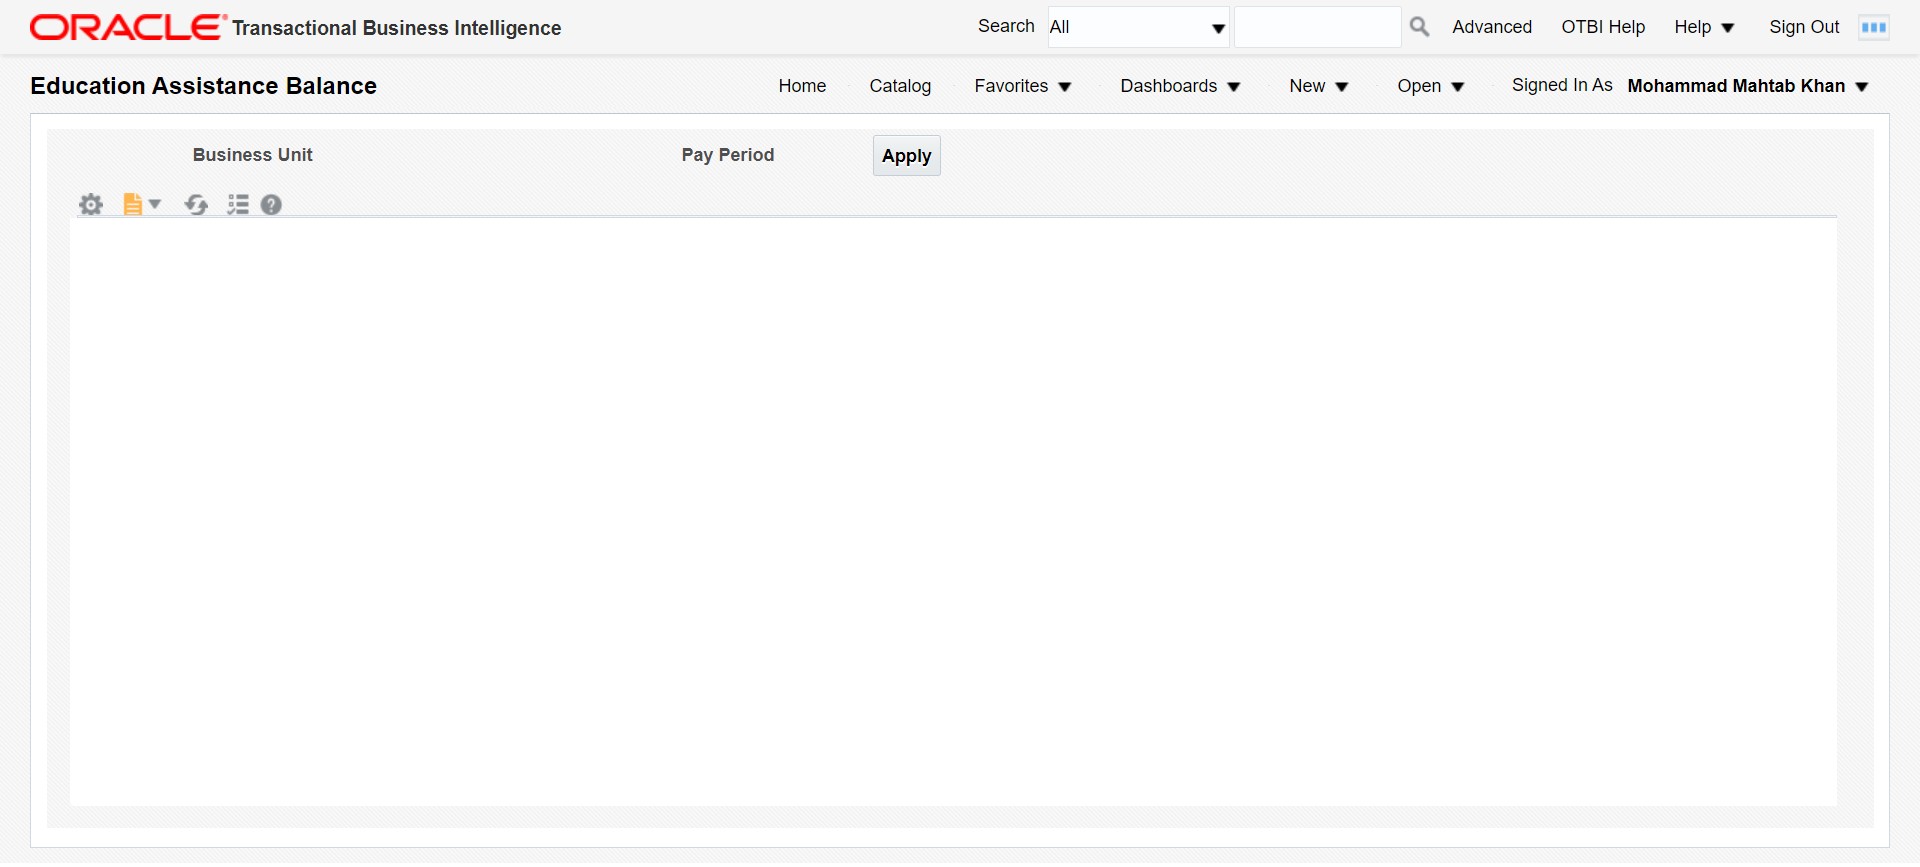 ORACLE Transactional Business Intelligence
Search All Advanced OTBI Help Help Sign Out
Education Assistance Balance
Home Catalog Favorites Dashboards New Open Signed In As Mohammad Mahtab Khan
Business Unit Pay Period Apply